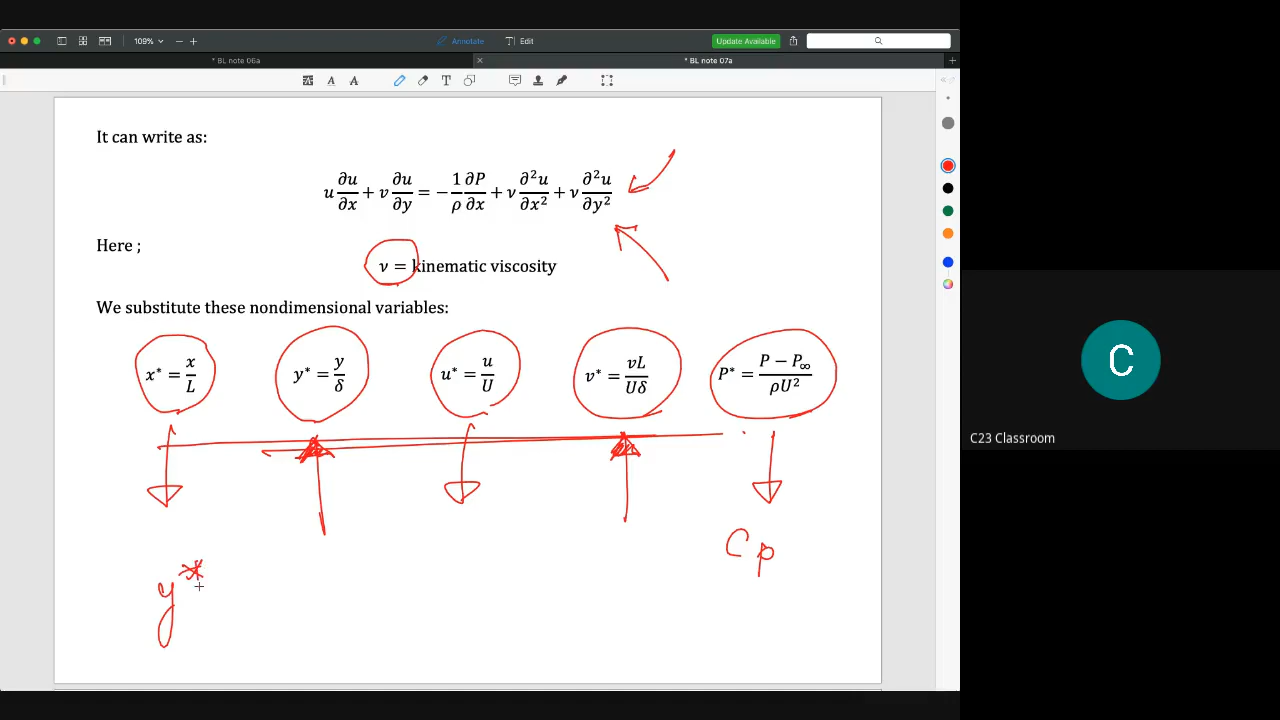 109%
Annotate
Edit
Update Available
* BL note 06a
* BL note 07a
It can write as:
u ∂u/∂x + v ∂u/∂y = − 1/ρ ∂P/∂x + ν ∂²u/∂x² + ν ∂²u/∂y²
Here ;
ν = kinematic viscosity
We substitute these nondimensional variables:
x* = x/L y* = y/δ u* = u/U v* = vL/Uδ P* = (P − P∞)/ρU²
Cp
y*
C
C23 Classroom